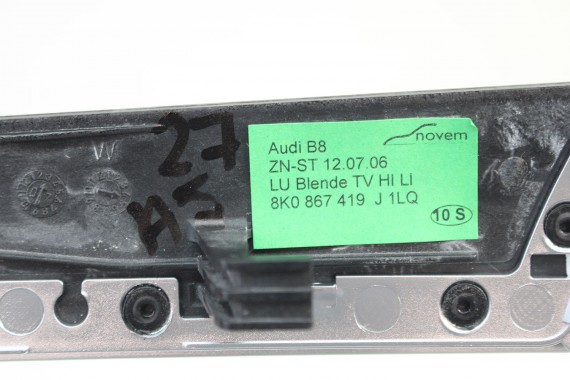 27
A5
W
novem
Audi B8
ZN-ST 12.07.06
LU Blende TV HI LI
8K0 867 419 J 1LQ
10 S